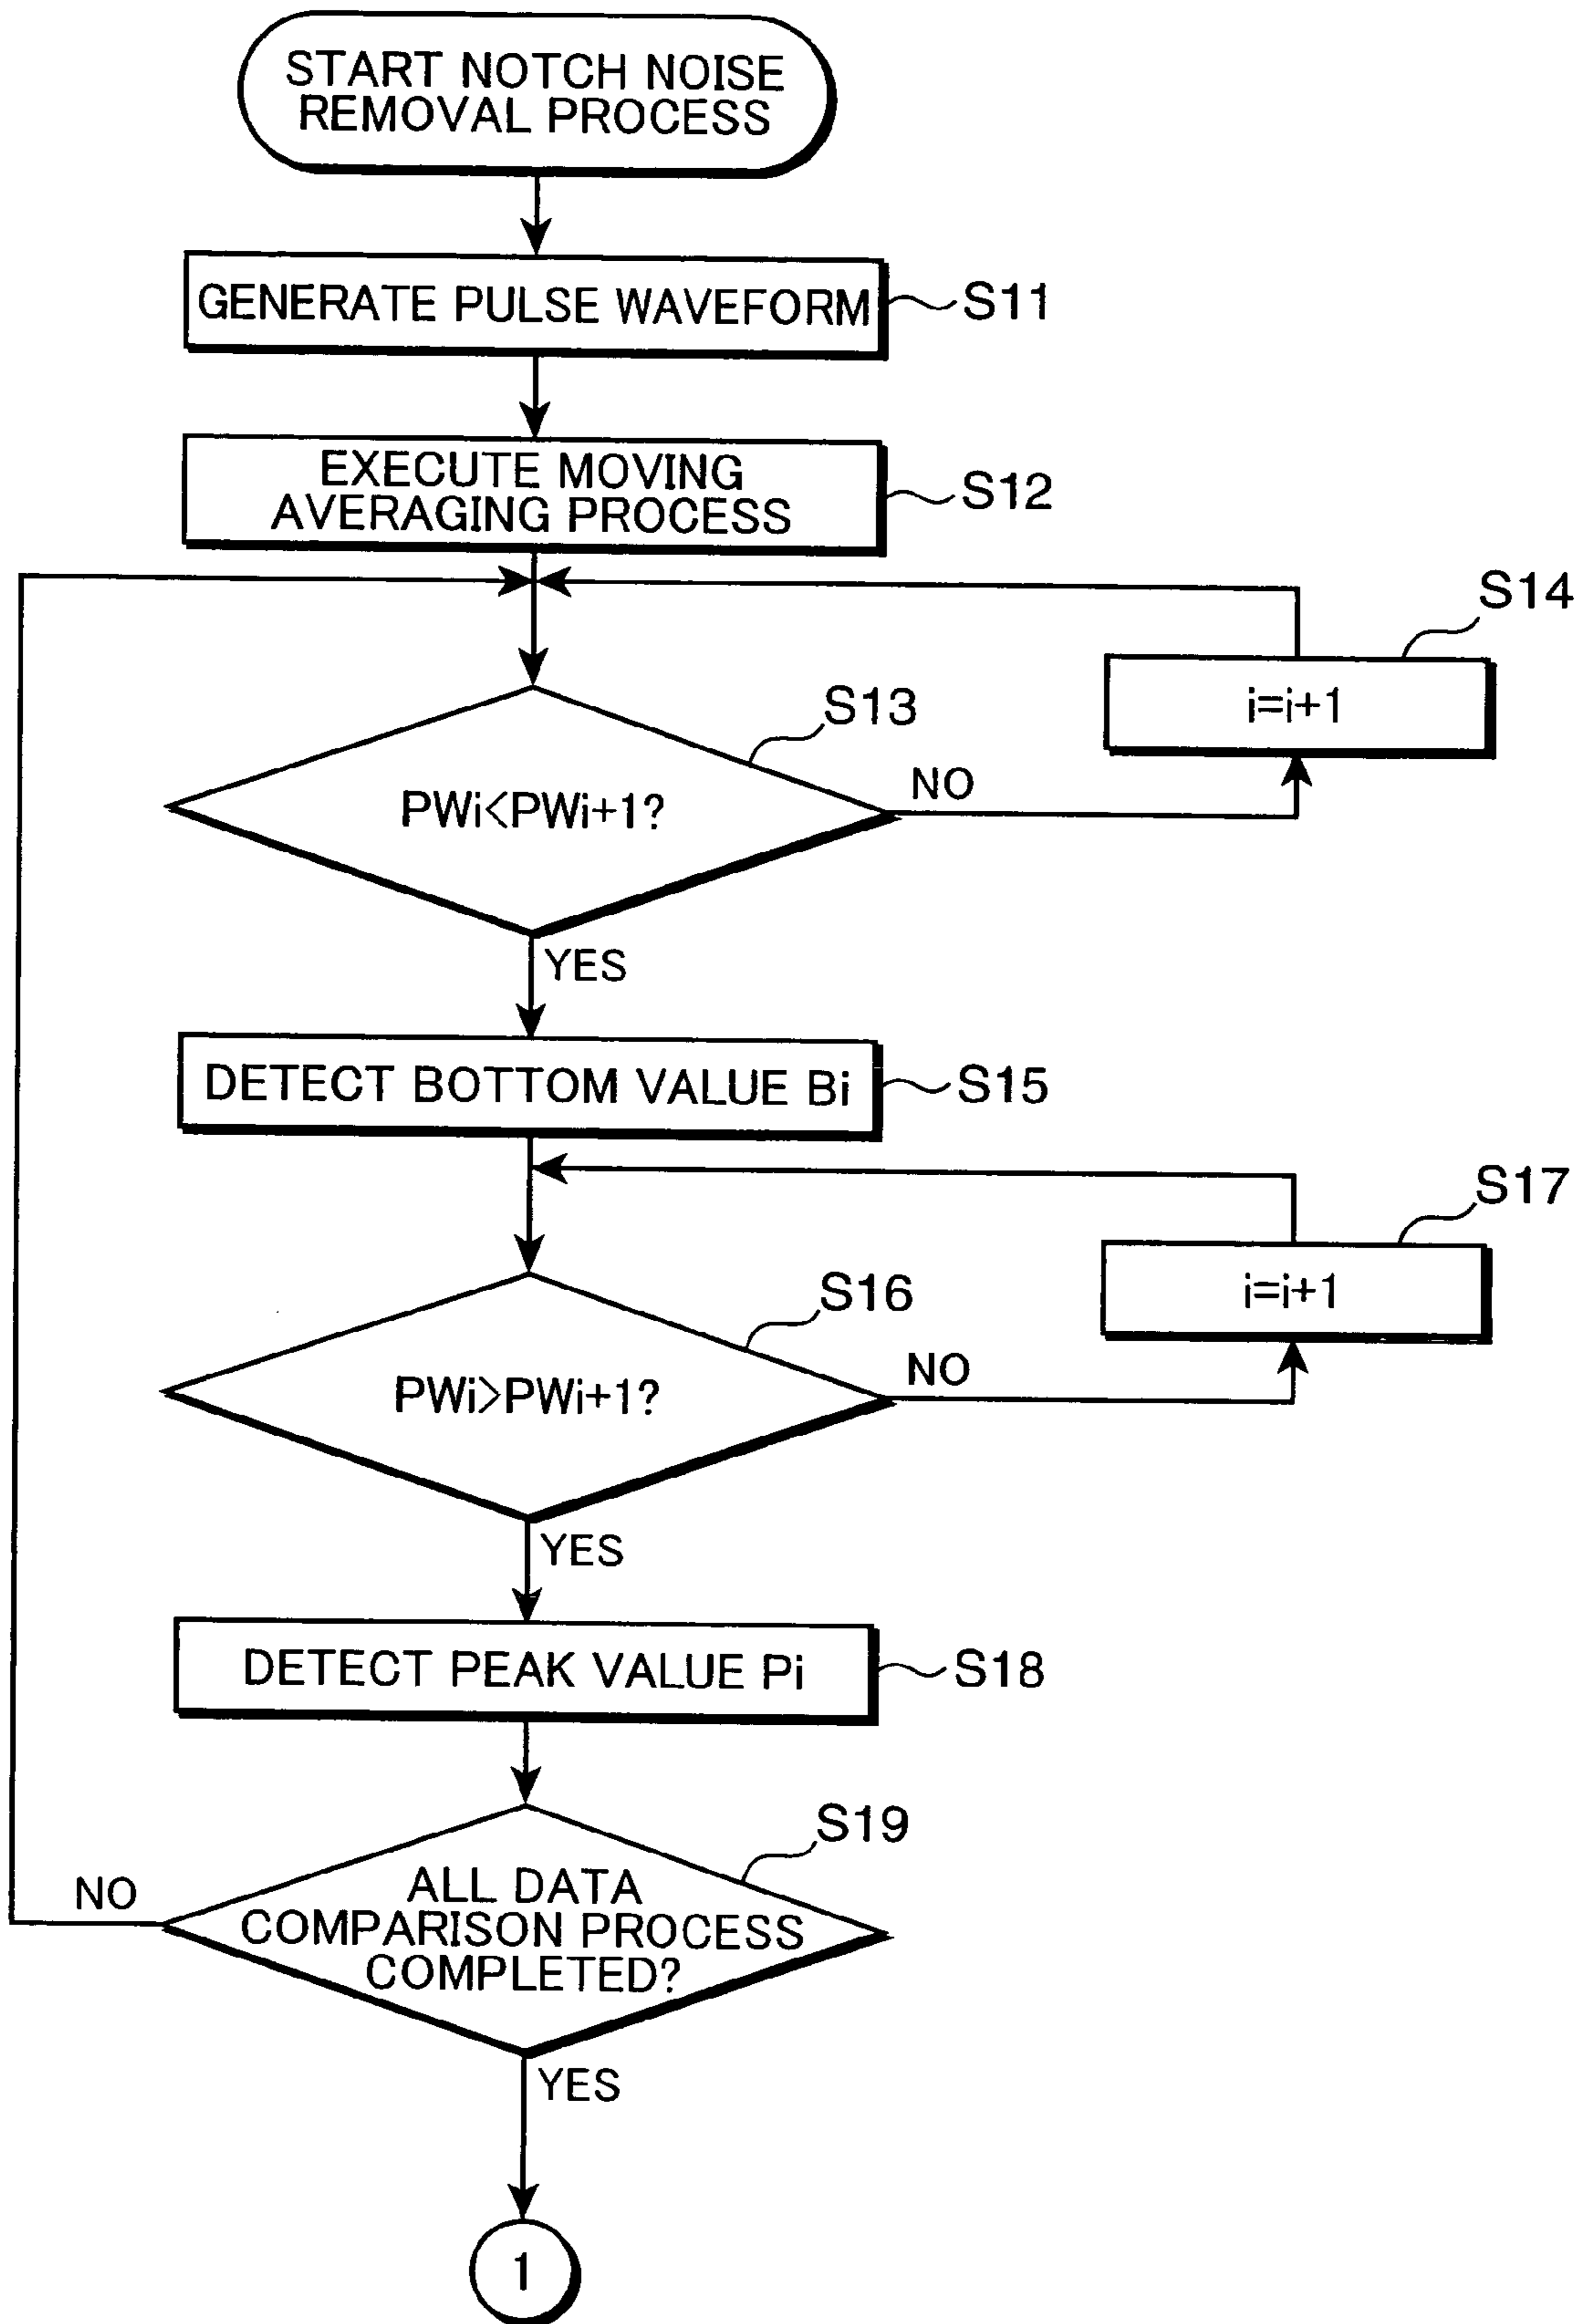 START NOTCH NOISE
REMOVAL PROCESS
GENERATE PULSE WAVEFORM
S11
EXECUTE MOVING
AVERAGING PROCESS
S12
S14
i=i+1
S13
PWi<PWi+1?
NO
YES
DETECT BOTTOM VALUE Bi
S15
S17
i=i+1
S16
PWi>PWi+1?
NO
YES
DETECT PEAK VALUE Pi
S18
S19
ALL DATA
COMPARISON PROCESS
COMPLETED?
NO
YES
1